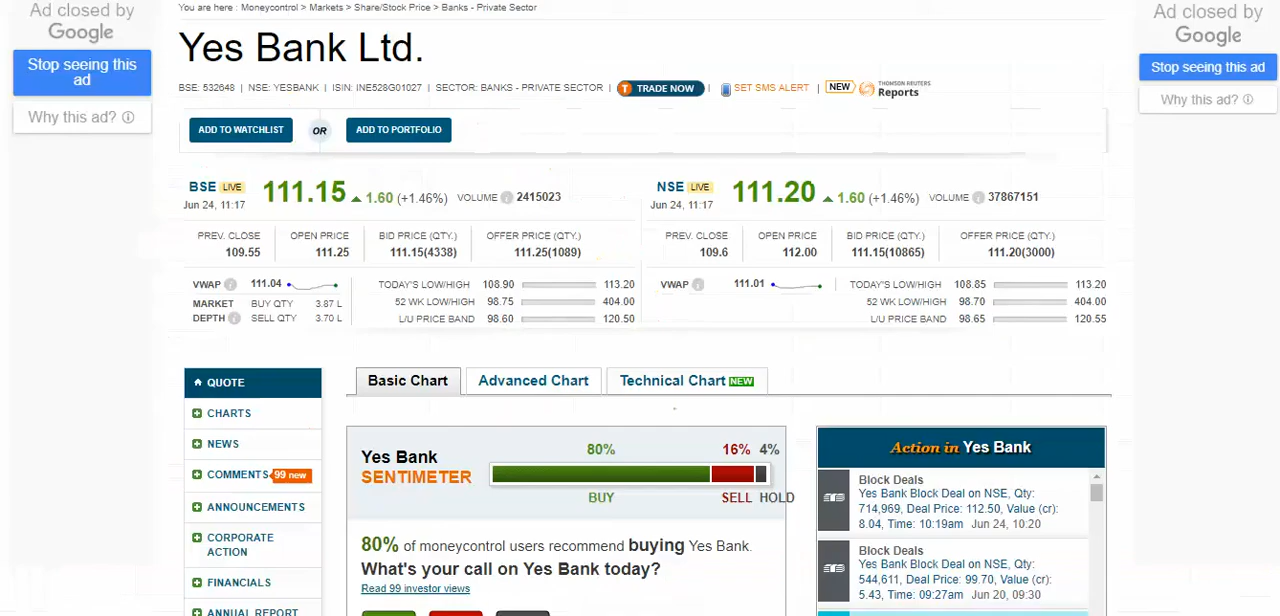 Ad closed by
Google
Stop seeing this
ad
Why this ad?
You are here : Moneycontrol > Markets > Share/Stock Price > Banks - Private Sector
Yes Bank Ltd.
BSE: 532648 | NSE: YESBANK | ISIN: INE528G01027 | SECTOR: BANKS - PRIVATE SECTOR | TRADE NOW | SET SMS ALERT | NEW THOMSON REUTERS
Reports
ADD TO WATCHLIST OR ADD TO PORTFOLIO
Ad closed by
Google
Stop seeing this ad
Why this ad?
BSE LIVE 111.15 1.60 (+1.46%) VOLUME 2415023
Jun 24, 11:17
PREV. CLOSE OPEN PRICE BID PRICE (QTY.) OFFER PRICE (QTY.)
109.55 111.25 111.15(4338) 111.25(1089)
VWAP 111.04
MARKET BUY QTY 3.87 L
DEPTH SELL QTY 3.70 L
TODAY'S LOW/HIGH 108.90 113.20
52 WK LOW/HIGH 98.75 404.00
L/U PRICE BAND 98.60 120.50
NSE LIVE 111.20 1.60 (+1.46%) VOLUME 37867151
Jun 24, 11:17
PREV. CLOSE OPEN PRICE BID PRICE (QTY.) OFFER PRICE (QTY.)
109.6 112.00 111.15(10865) 111.20(3000)
VWAP 111.01
TODAY'S LOW/HIGH 108.85 113.20
52 WK LOW/HIGH 98.70 404.00
L/U PRICE BAND 98.65 120.55
QUOTE
CHARTS
NEWS
COMMENTS 99 new
ANNOUNCEMENTS
CORPORATE
ACTION
FINANCIALS
ANNUAL REPORT
Basic Chart Advanced Chart Technical Chart NEW
Yes Bank
SENTIMETER
80% 16% 4%
BUY SELL HOLD
80% of moneycontrol users recommend buying Yes Bank.
What's your call on Yes Bank today?
Read 99 investor views
Action in Yes Bank
Block Deals
Yes Bank Block Deal on NSE, Qty:
714,969, Deal Price: 112.50, Value (cr):
8.04, Time: 10:19am Jun 24, 10:20
Block Deals
Yes Bank Block Deal on NSE, Qty:
544,611, Deal Price: 99.70, Value (cr):
5.43, Time: 09:27am Jun 20, 09:30